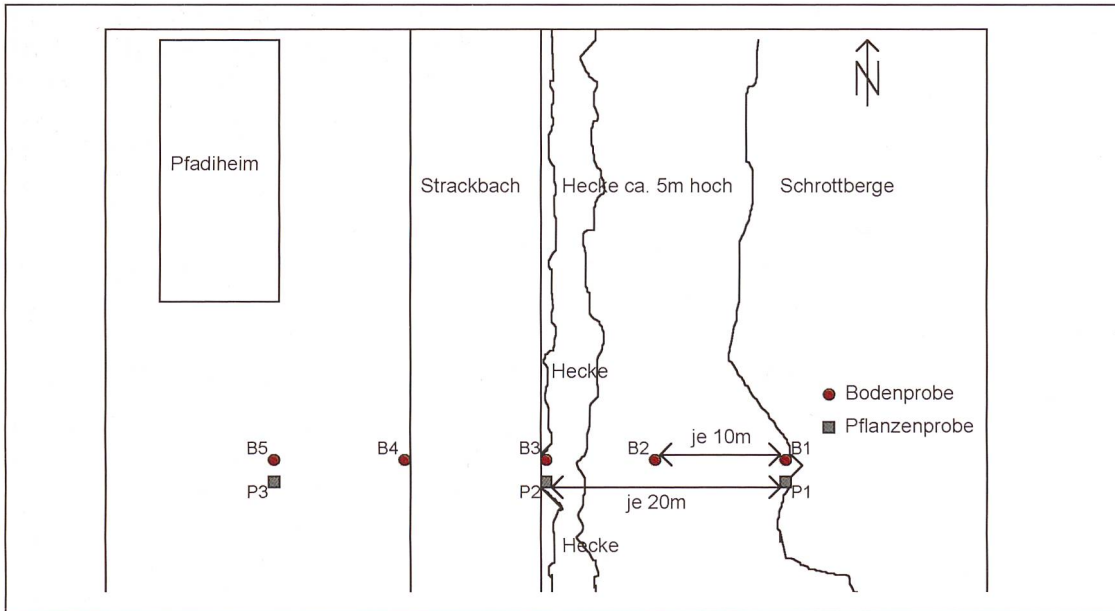 N
Pfadiheim
Strackbach
Hecke ca. 5m hoch
Schrottberge
Hecke
Bodenprobe
Pflanzenprobe
je 10m
B5
B4
B3
B2
B1
P3
P2
P1
je 20m
Hecke